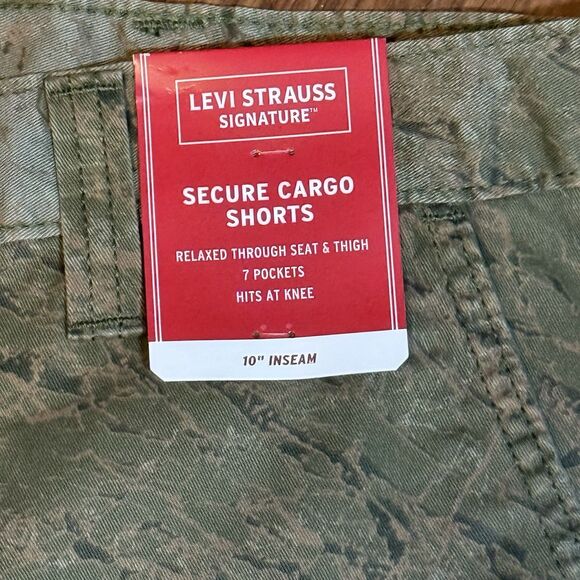 LEVI STRAUSS
SIGNATURE™
SECURE CARGO
SHORTS
RELAXED THROUGH SEAT & THIGH
7 POCKETS
HITS AT KNEE
10" INSEAM